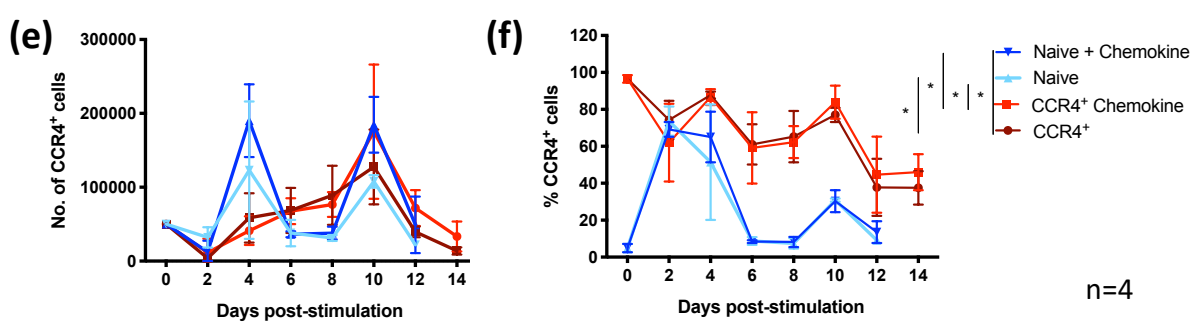 (e)
No. of CCR4⁺ cells
300000
200000
100000
0
0 2 4 6 8 10 12 14
Days post-stimulation
(f)
% CCR4⁺ cells
120
100
80
60
40
20
0
0 2 4 6 8 10 12 14
Days post-stimulation
* * * *
Naive + Chemokine
Naive
CCR4⁺ Chemokine
CCR4⁺
n=4